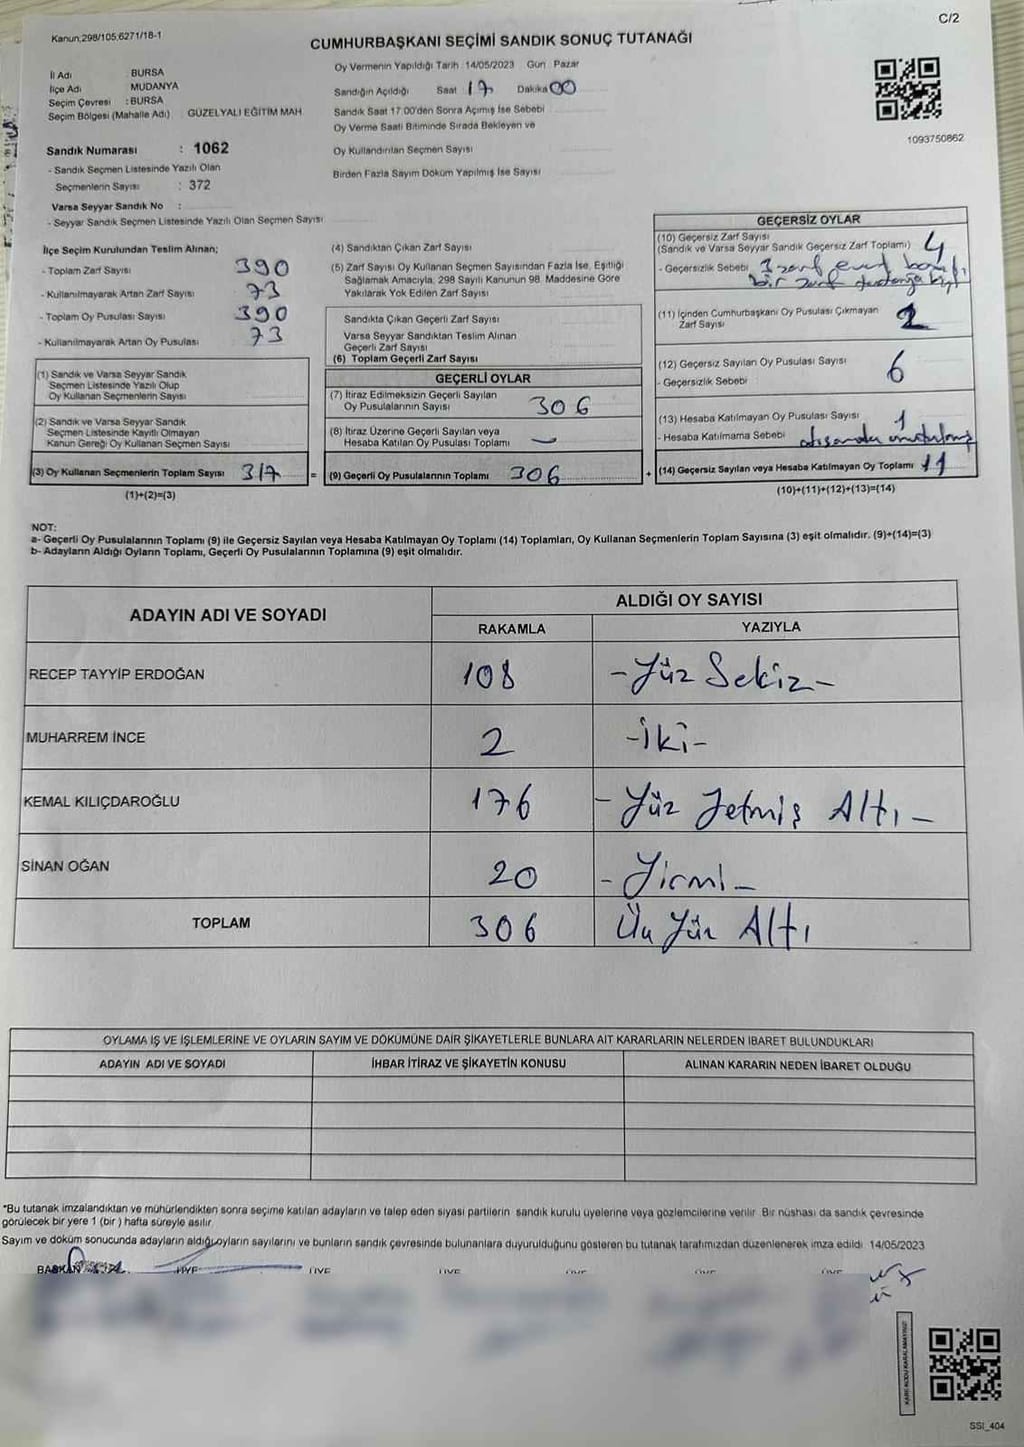 C/2
Kanun;298/105,6271/18-1
CUMHURBAŞKANI SEÇİMİ SANDIK SONUÇ TUTANAĞI
İl Adı BURSA
İlçe Adı MUDANYA
Seçim Çevresi : BURSA
Seçim Bölgesi (Mahalle Adı) GÜZELYALI EĞİTİM MAH
Sandık Numarası : 1062
- Sandık Seçmen Listesinde Yazılı Olan
Seçmenlerin Sayısı : 372
Varsa Seyyar Sandık No :
- Seyyar Sandık Seçmen Listesinde Yazılı Olan Seçmen Sayısı
Oy Vermenin Yapıldığı Tarih : 14/05/2023 Gün : Pazar
Sandığın Açıldığı Saat 17 Dakika 00
Sandık Saat 17.00'den Sonra Açılmış İse Sebebi
Oy Verme Saati Bitiminde Sırada Bekleyen ve
Oy Kullandırılan Seçmen Sayısı
Birden Fazla Sayım Döküm Yapılmış İse Sayısı
1093750862
İlçe Seçim Kurulundan Teslim Alınan;
- Toplam Zarf Sayısı 390
- Kullanılmayarak Artan Zarf Sayısı 73
- Toplam Oy Pusulası Sayısı 390
- Kullanılmayarak Artan Oy Pusulası 73
(1) Sandık ve Varsa Seyyar Sandık
Seçmen Listesinde Yazılı Olup
Oy Kullanan Seçmenlerin Sayısı
(2) Sandık ve Varsa Seyyar Sandık
Seçmen Listesinde Kayıtlı Olmayan
Kanun Gereği Oy Kullanan Seçmen Sayısı
(3) Oy Kullanan Seçmenlerin Toplam Sayısı 317 =
(1)+(2)=(3)
(4) Sandıktan Çıkan Zarf Sayısı
(5) Zarf Sayısı Oy Kullanan Seçmen Sayısından Fazla İse, Eşitliği
Sağlamak Amacıyla, 298 Sayılı Kanunun 98. Maddesine Göre
Yakılarak Yok Edilen Zarf Sayısı
Sandıkta Çıkan Geçerli Zarf Sayısı
Varsa Seyyar Sandıktan Teslim Alınan
Geçerli Zarf Sayısı
(6) Toplam Geçerli Zarf Sayısı
GEÇERLİ OYLAR
(7) İtiraz Edilmeksizin Geçerli Sayılan
Oy Pusulalarının Sayısı 306
(8) İtiraz Üzerine Geçerli Sayılan veya
Hesaba Katılan Oy Pusulası Toplamı -
(9) Geçerli Oy Pusulalarının Toplamı 306 +
GEÇERSİZ OYLAR
(10) Geçersiz Zarf Sayısı
(Sandık ve Varsa Seyyar Sandık Geçersiz Zarf Toplamı) 4
- Geçersizlik Sebebi 3 zarf
bir zarf
(11) İçinden Cumhurbaşkanı Oy Pusulası Çıkmayan
Zarf Sayısı
(12) Geçersiz Sayılan Oy Pusulası Sayısı 6
- Geçersizlik Sebebi
(13) Hesaba Katılmayan Oy Pusulası Sayısı 1
- Hesaba Katılmama Sebebi unutulmuş
(14) Geçersiz Sayılan veya Hesaba Katılmayan Oy Toplamı 11
(10)+(11)+(12)+(13)=(14)
NOT:
a- Geçerli Oy Pusulalarının Toplamı (9) ile Geçersiz Sayılan veya Hesaba Katılmayan Oy Toplamı (14) Toplamları, Oy Kullanan Seçmenlerin Toplam Sayısına (3) eşit olmalıdır. (9)+(14)=(3)
b- Adayların Aldığı Oyların Toplamı, Geçerli Oy Pusulalarının Toplamına (9) eşit olmalıdır.
ADAYIN ADI VE SOYADI ALDIĞI OY SAYISI
RAKAMLA YAZIYLA
RECEP TAYYİP ERDOĞAN 108 -Yüz Sekiz-
MUHARREM İNCE 2 -İki-
KEMAL KILIÇDAROĞLU 176 - Yüz Yetmiş Altı -
SİNAN OĞAN 20 - Yirmi -
TOPLAM 306 Üç Yüz Altı
OYLAMA İŞ VE İŞLEMLERİNE VE OYLARIN SAYIM VE DÖKÜMÜNE DAİR ŞİKAYETLERLE BUNLARA AİT KARARLARIN NELERDEN İBARET BULUNDUKLARI
ADAYIN ADI VE SOYADI İHBAR İTİRAZ VE ŞİKAYETİN KONUSU ALINAN KARARIN NEDEN İBARET OLDUĞU
*Bu tutanak imzalandıktan ve mühürlendikten sonra seçime katılan adayların ve talep eden siyasi partilerin sandık kurulu üyelerine veya gözlemcilerine verilir. Bir nüshası da sandık çevresinde
görülecek bir yere 1 (bir) hafta süreyle asılır.
Sayım ve döküm sonucunda adayların aldığı oyların sayılarını ve bunların sandık çevresinde bulunanlara duyurulduğunu gösteren bu tutanak tarafımızdan düzenlenerek imza edildi. 14/05/2023
BAŞKAN ÜYE ÜYE ÜYE ÜYE ÜYE ÜYE
KARE KODU KARALAMAYINIZ!
SSI_404